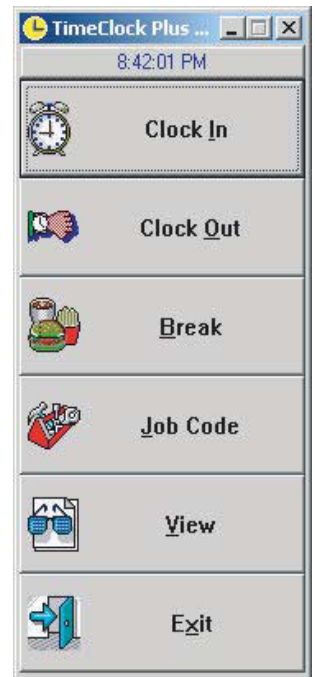 TimeClock Plus ...
8:42:01 PM
Clock In
Clock Out
Break
Job Code
View
Exit